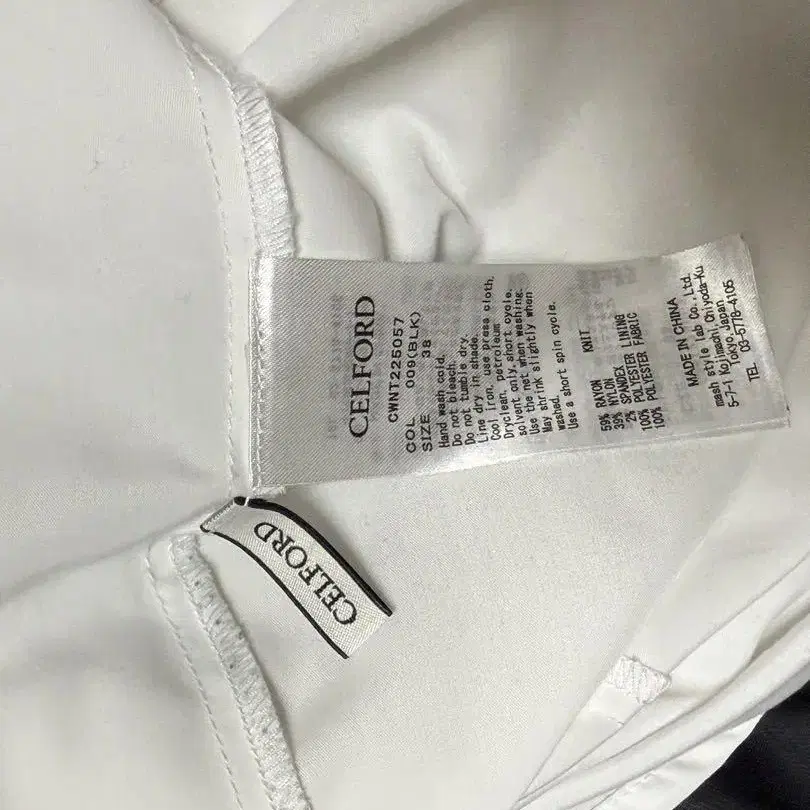 CELFORD
CWNT225057
COL 009(BLK)
SIZE 38
Hand wash cold.
Do not bleach.
Do not tumble dry.
Line dry in shade.
Cool iron, use press cloth.
Dryclean, petroleum
solvent only, short cycle.
Use the net when washing.
May shrink slightly when
washed.
Use a short spin cycle.
KNIT
59% RAYON
39% NYLON
2% SPANDEX
100% POLYESTER LINING
100% POLYESTER FABRIC
MADE IN CHINA
mash style lab Co., Ltd.
5-7-1 Kojimachi, Chiyoda-Ku
Tokyo, Japan
TEL 03-5778-4105
CELFORD